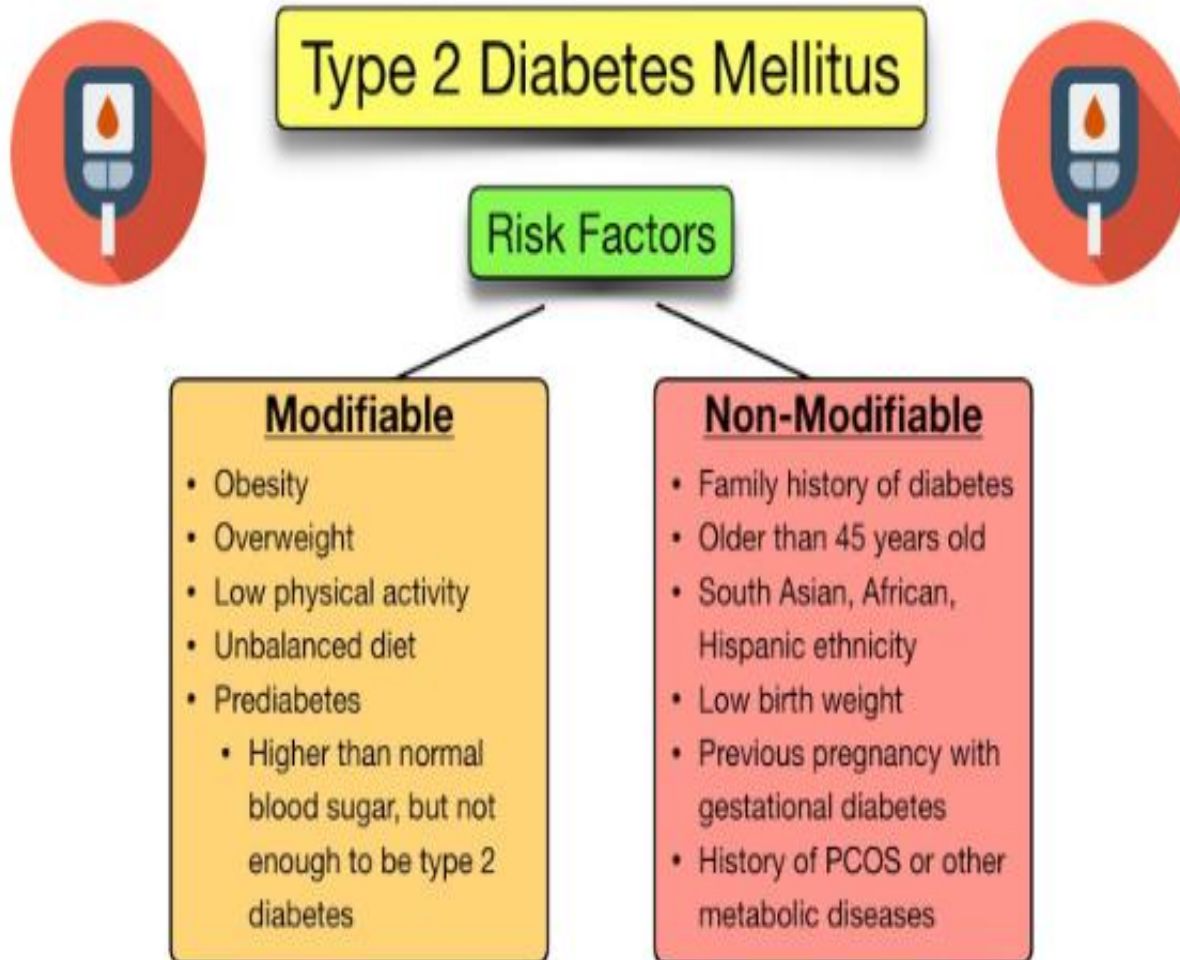 Type 2 Diabetes Mellitus
Risk Factors
Modifiable
• Obesity
• Overweight
• Low physical activity
• Unbalanced diet
• Prediabetes
• Higher than normal
blood sugar, but not
enough to be type 2
diabetes
Non-Modifiable
• Family history of diabetes
• Older than 45 years old
• South Asian, African,
Hispanic ethnicity
• Low birth weight
• Previous pregnancy with
gestational diabetes
• History of PCOS or other
metabolic diseases